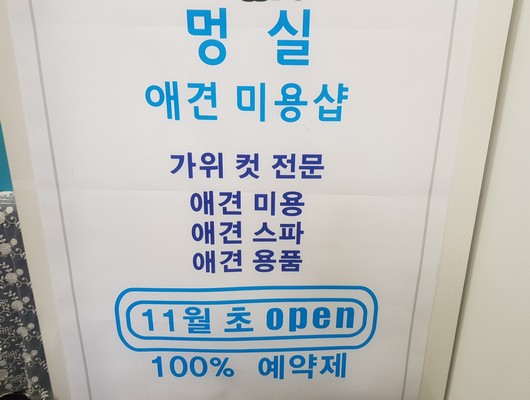 멍 실
애견 미용샵
가위 컷 전문
애견 미용
애견 스파
애견 용품
11월 초 open
100% 예약제